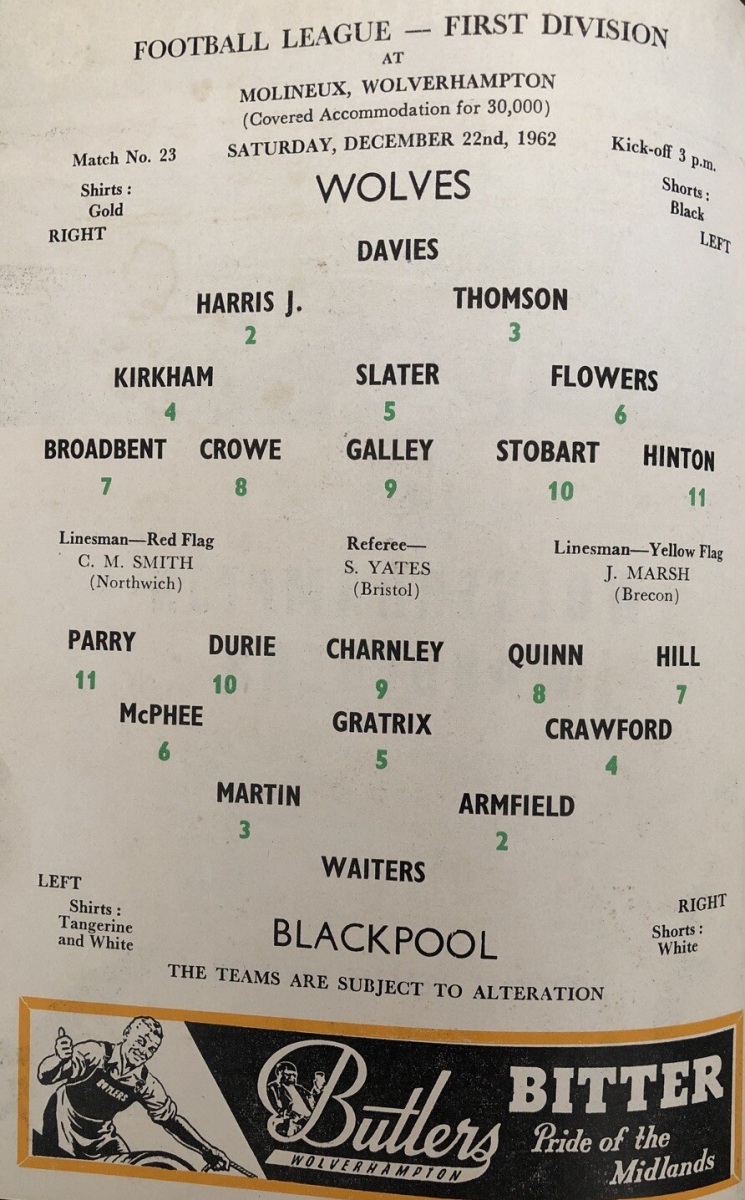 FOOTBALL LEAGUE — FIRST DIVISION
AT
MOLINEUX, WOLVERHAMPTON
(Covered Accommodation for 30,000)
Match No. 23 SATURDAY, DECEMBER 22nd, 1962 Kick-off 3 p.m.
Shirts : Gold
WOLVES
Shorts : Black
RIGHT LEFT
DAVIES
HARRIS J. THOMSON
2 3
KIRKHAM SLATER FLOWERS
4 5 6
BROADBENT CROWE GALLEY STOBART HINTON
7 8 9 10 11
Linesman—Red Flag Referee— Linesman—Yellow Flag
C. M. SMITH S. YATES J. MARSH
(Northwich) (Bristol) (Brecon)
PARRY DURIE CHARNLEY QUINN HILL
11 10 9 8 7
McPHEE GRATRIX CRAWFORD
6 5 4
MARTIN ARMFIELD
3 2
WAITERS
LEFT RIGHT
Shirts :
Tangerine
and White
BLACKPOOL
Shorts :
White
THE TEAMS ARE SUBJECT TO ALTERATION
BUTLERS
Butlers
WOLVERHAMPTON
BITTER
Pride of the
Midlands